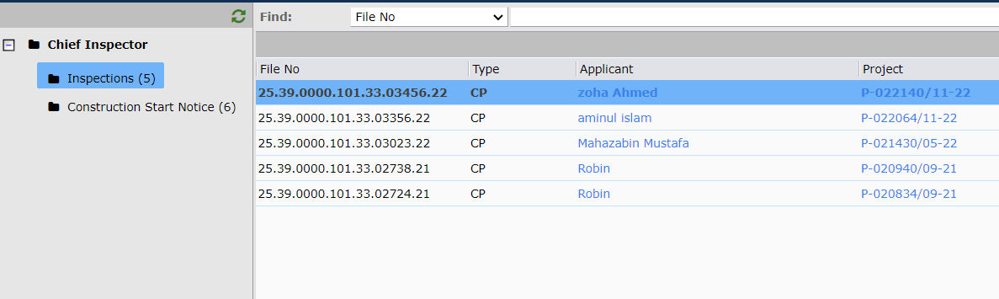 Find: File No
Chief Inspector
Inspections (5)
Construction Start Notice (6)
File No Type Applicant Project
25.39.0000.101.33.03456.22 CP zoha Ahmed P-022140/11-22
25.39.0000.101.33.03356.22 CP aminul islam P-022064/11-22
25.39.0000.101.33.03023.22 CP Mahazabin Mustafa P-021430/05-22
25.39.0000.101.33.02738.21 CP Robin P-020940/09-21
25.39.0000.101.33.02724.21 CP Robin P-020834/09-21